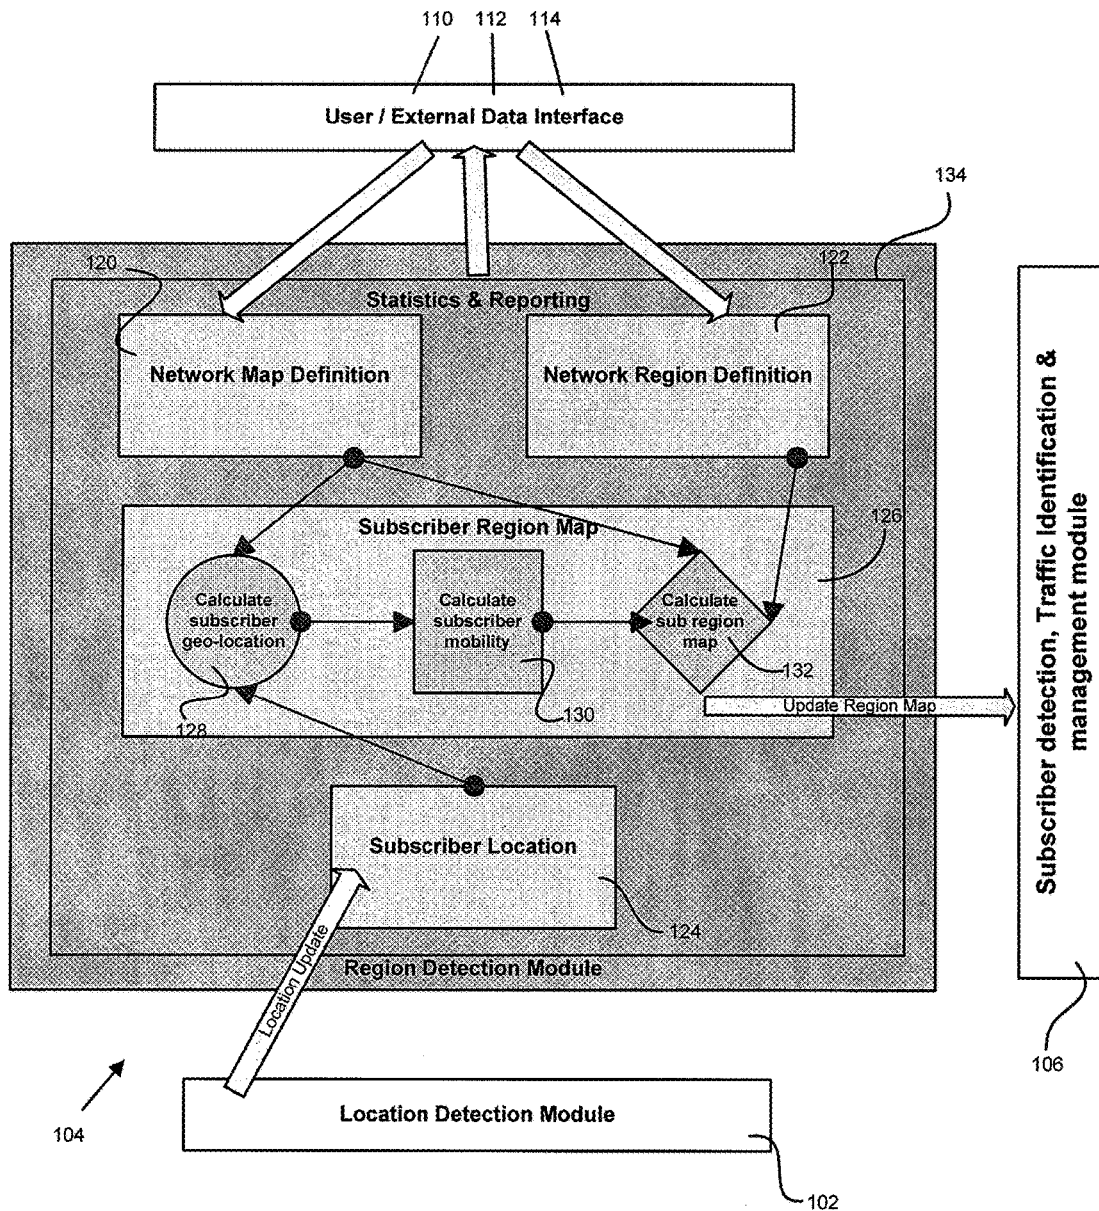 110 112 114
User / External Data Interface
134
120
122
Statistics & Reporting
Network Map Definition
Network Region Definition
Subscriber Region Map
126
Calculate
subscriber
geo-location
Calculate
subscriber
mobility
Calculate
sub region
map
128
130
132
Update Region Map
Subscriber detection, Traffic Identification &
management module
Subscriber Location
124
Location Update
Region Detection Module
106
104
Location Detection Module
102